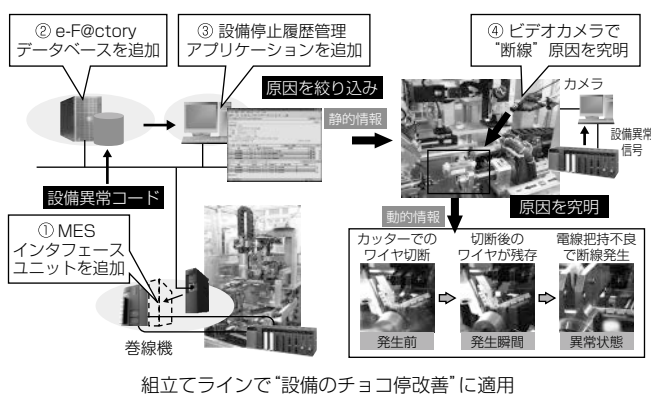 ② e-F@ctory
データベースを追加
③ 設備停止履歴管理
アプリケーションを追加
④ ビデオカメラで
“断線”原因を究明
原因を絞り込み
静的情報
カメラ
設備異常
信号
設備異常コード
① MES
インタフェース
ユニットを追加
巻線機
動的情報
原因を究明
カッターでの
ワイヤ切断
切断後の
ワイヤが残存
電線把持不良
で断線発生
発生前
発生瞬間
異常状態
組立てラインで“設備のチョコ停改善”に適用